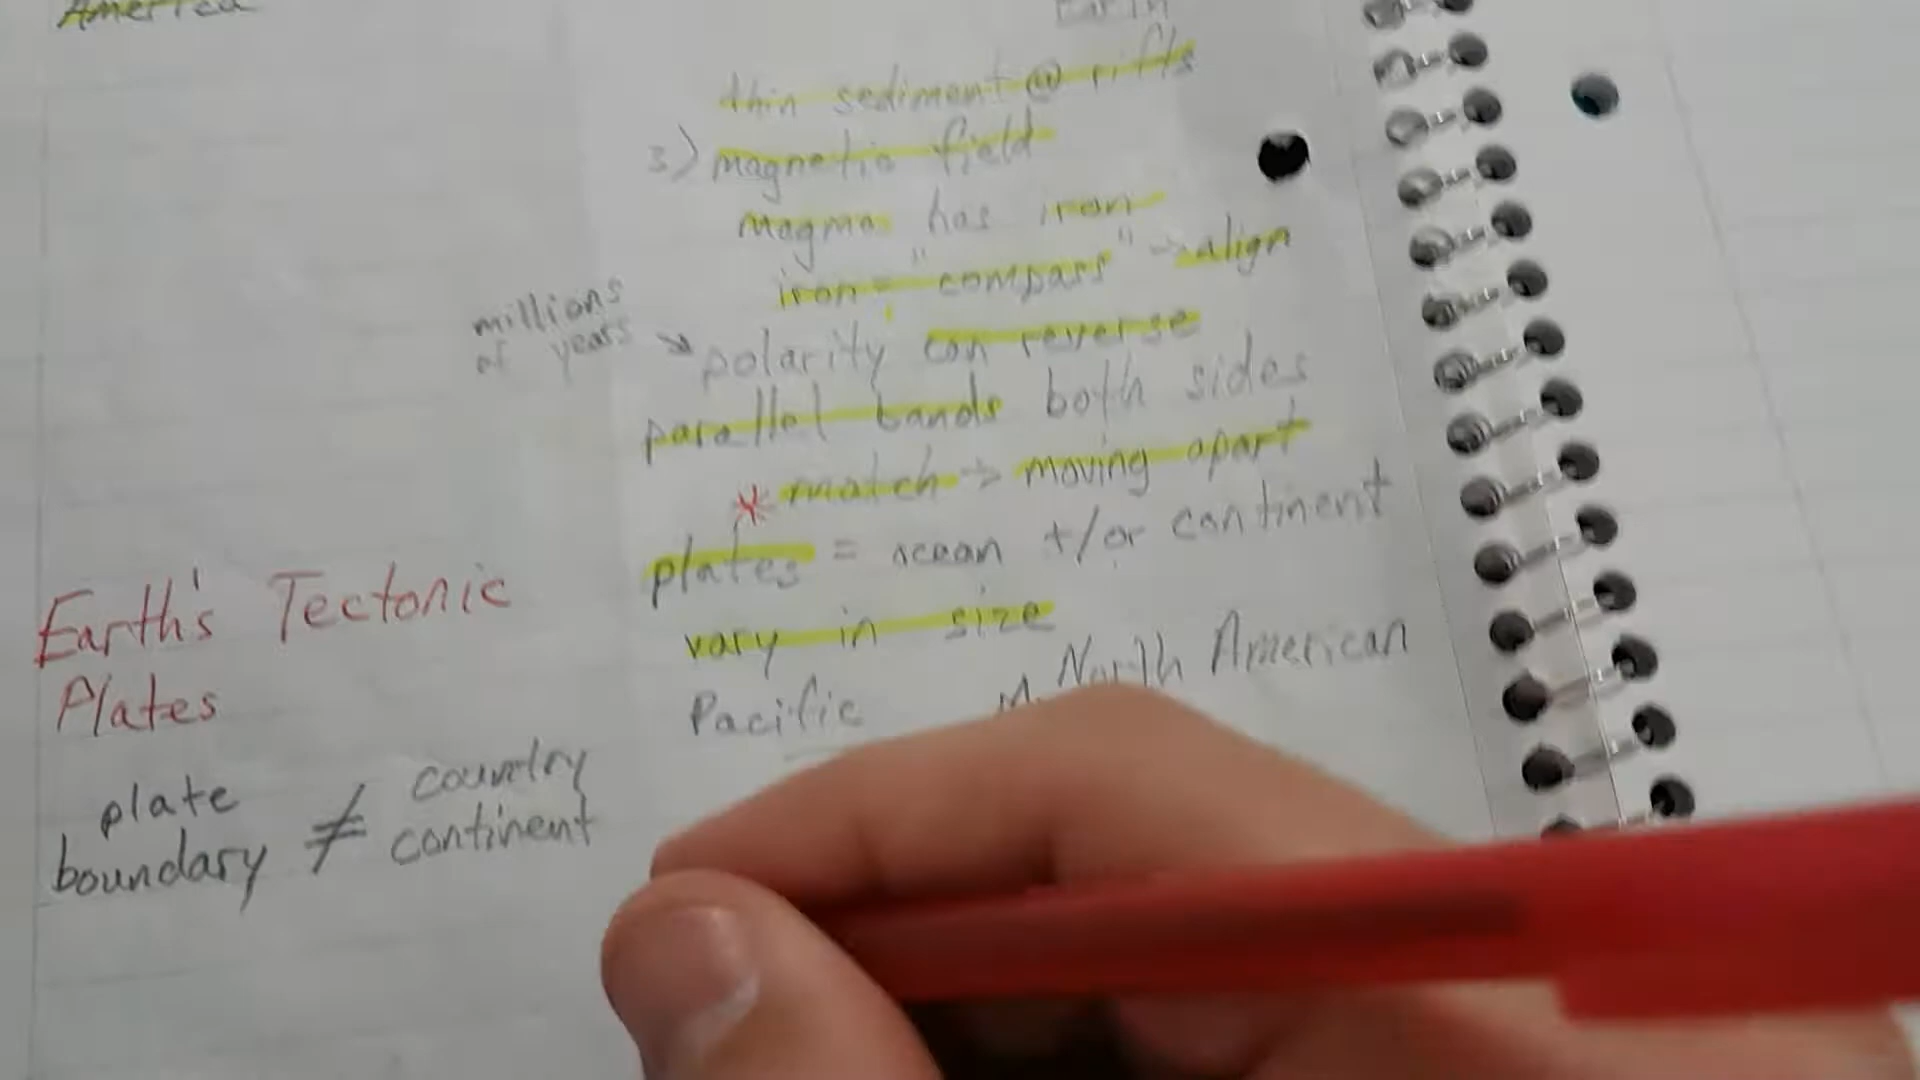 America
Earth
thin sediment @ rifts
3) magnetic field
magma has iron
iron = "compass" → align
millions
of years ↘ polarity can reverse
parallel bands both sides
* match → moving apart
plates = ocean +/or continent
vary in size
Pacific North American
Earth's Tectonic
Plates
plate
boundary ≠ country
continent